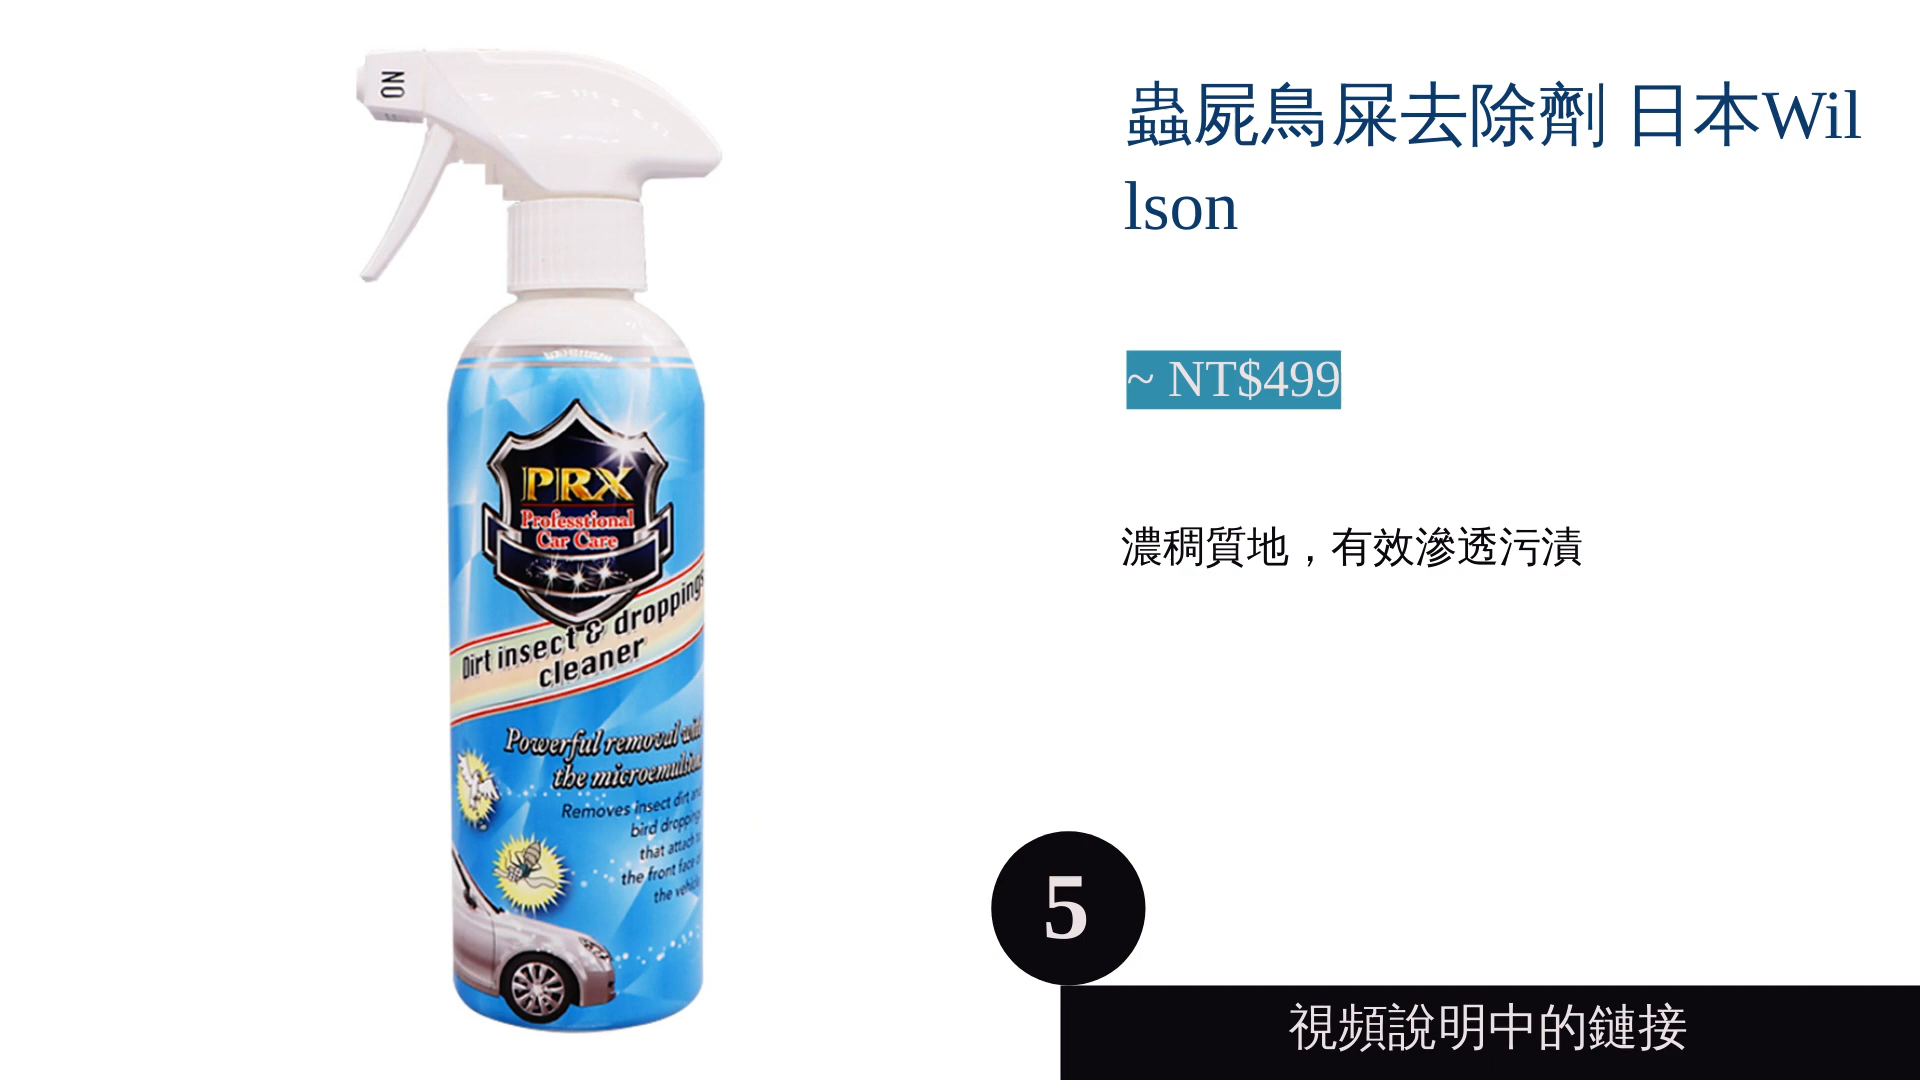 NO
PRX
Professtional
Car Care
Dirt insect & droppings
cleaner
Powerful removal with
the microemulsion
Removes insect dirt and
bird dropping
that attach to
the front face of
the vehicle
蟲屍鳥屎去除劑 日本Wil
lson
~ NT$499
濃稠質地，有效滲透污漬
5
視頻說明中的鏈接